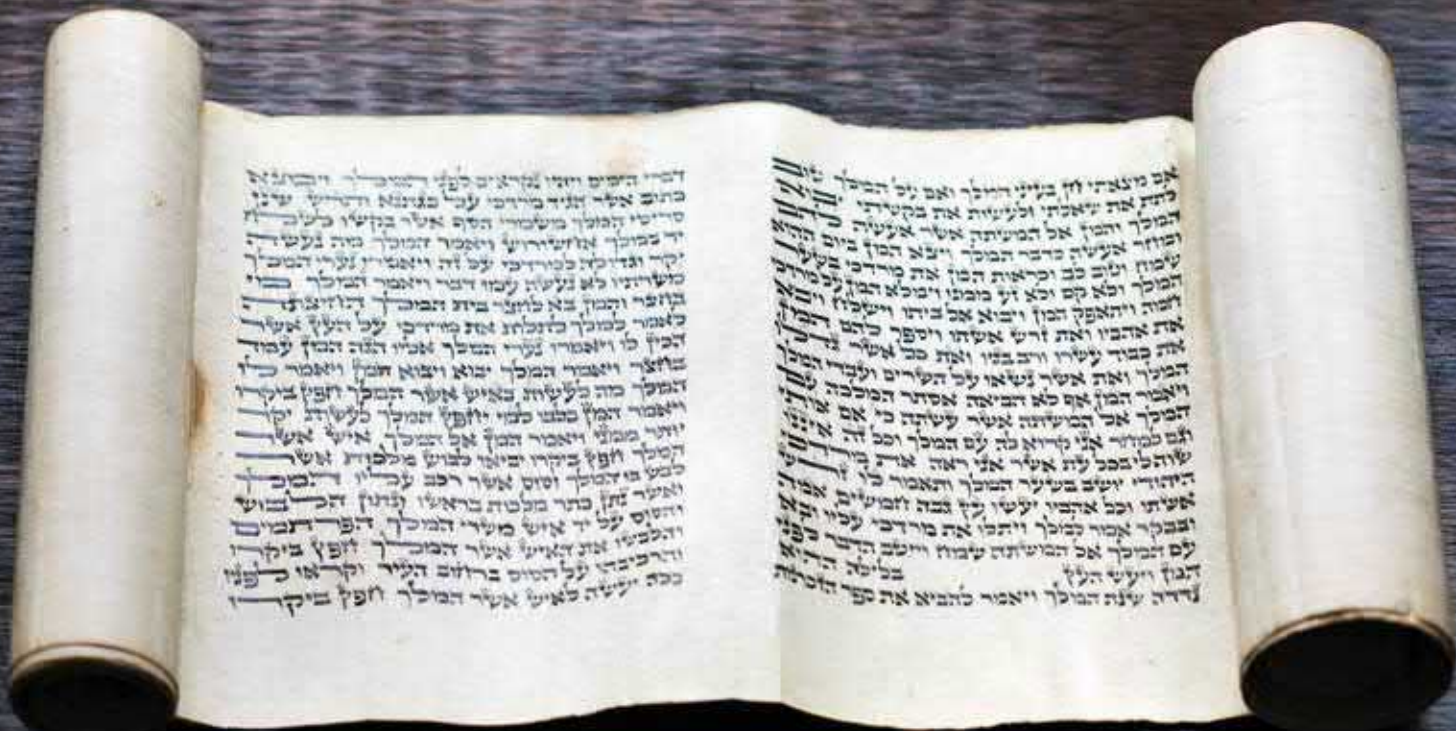 אם מצאתי חן בעיני המלך ואם על המלך טוב
לתת את שאלתי ולעשות את בקשתי יבוא
המלך והמן אל המשתה אשר אעשה להם
ומחר אעשה כדבר המלך ויצא המן ביום ההוא
שמח וטוב לב וכראות המן את מרדכי בשער
המלך ולא קם ולא זע ממנו וימלא המן על מרדכי
חמה ויתאפק המן ויבוא אל ביתו וישלח ויבא
את אהביו ואת זרש אשתו ויספר להם המן
את כבוד עשרו ורב בניו ואת כל אשר גדלו
המלך ואת אשר נשאו על השרים ועבדי המלך
ויאמר המן אף לא הביאה אסתר המלכה עם
המלך אל המשתה אשר עשתה כי אם אותי
וגם למחר אני קרוא לה עם המלך וכל זה איננו
שוה לי בכל עת אשר אני ראה את מרדכי
היהודי יושב בשער המלך ותאמר לו זרש
אשתו וכל אהביו יעשו עץ גבה חמשים אמה
ובבקר אמר למלך ויתלו את מרדכי עליו ובא
עם המלך אל המשתה שמח וייטב הדבר לפני
המן ויעש העץ בלילה ההוא
נדדה שנת המלך ויאמר להביא את ספר הזכרנות
דברי הימים ויהיו נקראים לפני המלך וימצא
כתוב אשר הגיד מרדכי על בגתנא ותרש שני
סריסי המלך משמרי הסף אשר בקשו לשלח
יד במלך אחשורוש ויאמר המלך מה נעשה
יקר וגדולה למרדכי על זה ויאמרו נערי המלך
משרתיו לא נעשה עמו דבר ויאמר המלך מי
בחצר והמן בא לחצר בית המלך החיצונה
לאמר למלך לתלות את מרדכי על העץ אשר
הכין לו ויאמרו נערי המלך אליו הנה המן עמד
בחצר ויאמר המלך יבוא ויבוא המן ויאמר לו
המלך מה לעשות באיש אשר המלך חפץ ביקרו
ויאמר המן בלבו למי יחפץ המלך לעשות יקר
יותר ממני ויאמר המן אל המלך איש אשר
המלך חפץ ביקרו יביאו לבוש מלכות אשר
לבש בו המלך וסוס אשר רכב עליו המלך
ואשר נתן כתר מלכות בראשו ונתון הלבוש
והסוס על יד איש משרי המלך הפרתמים
והלבשו את האיש אשר המלך חפץ ביקרו
והרכיבהו על הסוס ברחוב העיר וקראו לפניו
ככה יעשה לאיש אשר המלך חפץ ביקרו